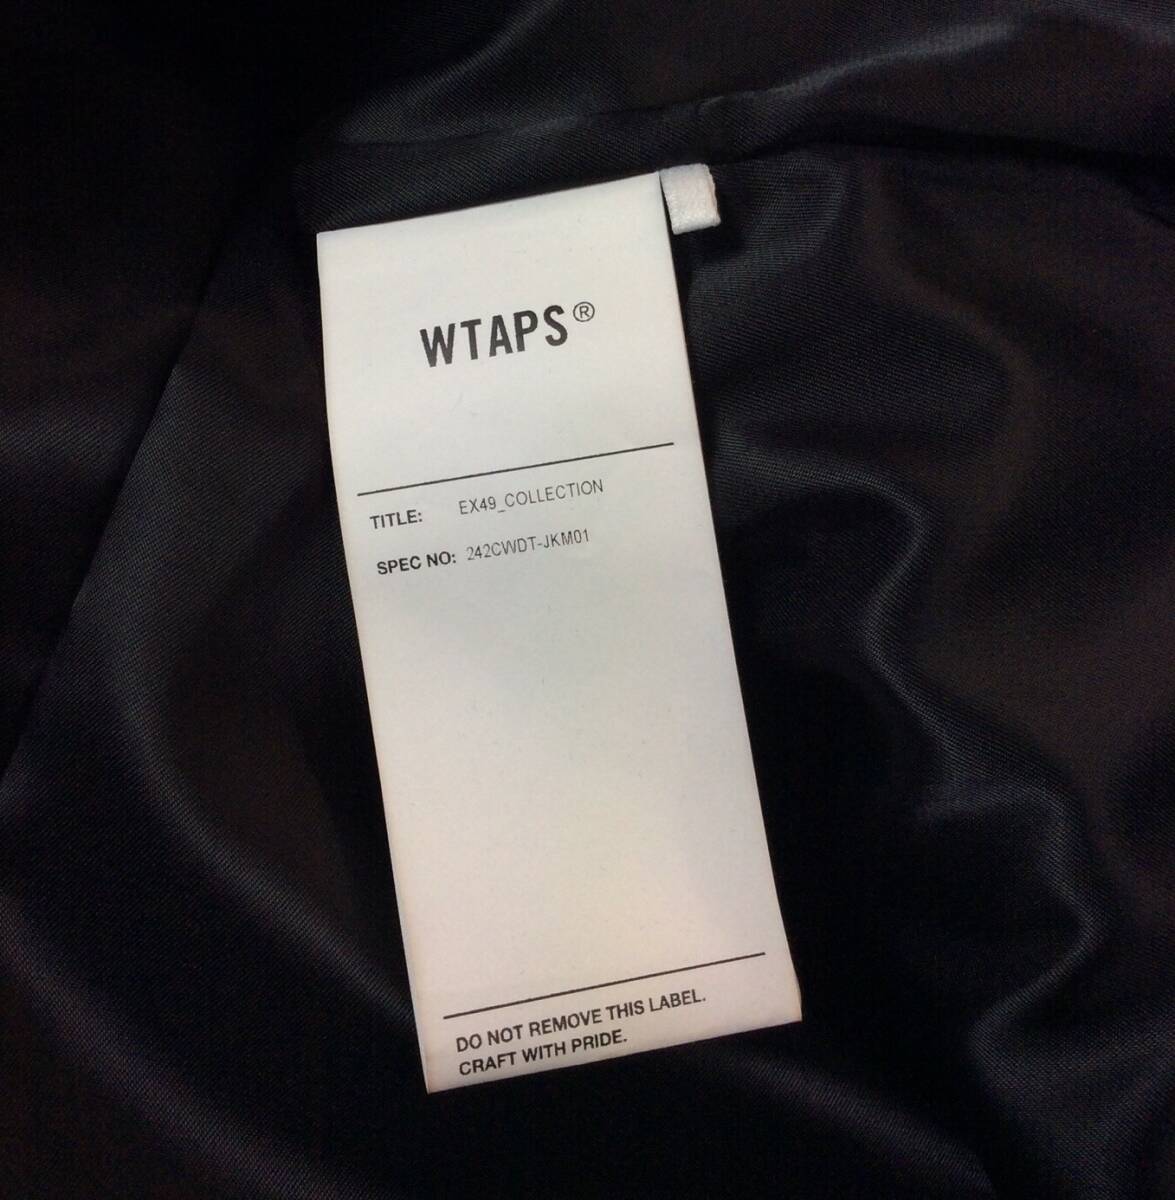 WTAPS®
TITLE: EX49_COLLECTION
SPEC NO: 242CWDT-JKM01
DO NOT REMOVE THIS LABEL.
CRAFT WITH PRIDE.